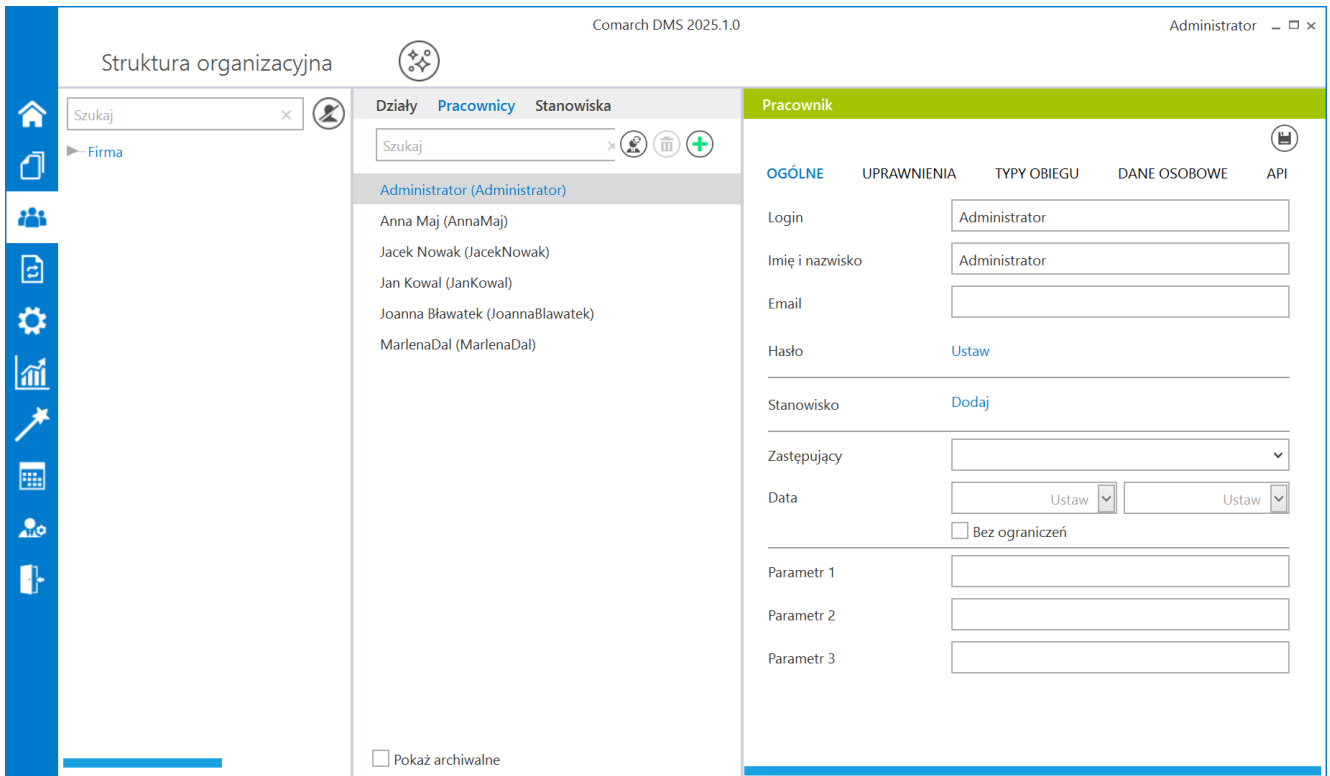 Comarch DMS 2025.1.0
Administrator
Struktura organizacyjna
Szukaj
Firma
Działy Pracownicy Stanowiska
Szukaj
Administrator (Administrator)
Anna Maj (AnnaMaj)
Jacek Nowak (JacekNowak)
Jan Kowal (JanKowal)
Joanna Bławatek (JoannaBlawatek)
MarlenaDal (MarlenaDal)
Pokaż archiwalne
Pracownik
OGÓLNE UPRAWNIENIA TYPY OBIEGU DANE OSOBOWE API
Login Administrator
Imię i nazwisko Administrator
Email
Hasło Ustaw
Stanowisko Dodaj
Zastępujący
Data Ustaw Ustaw
Bez ograniczeń
Parametr 1
Parametr 2
Parametr 3